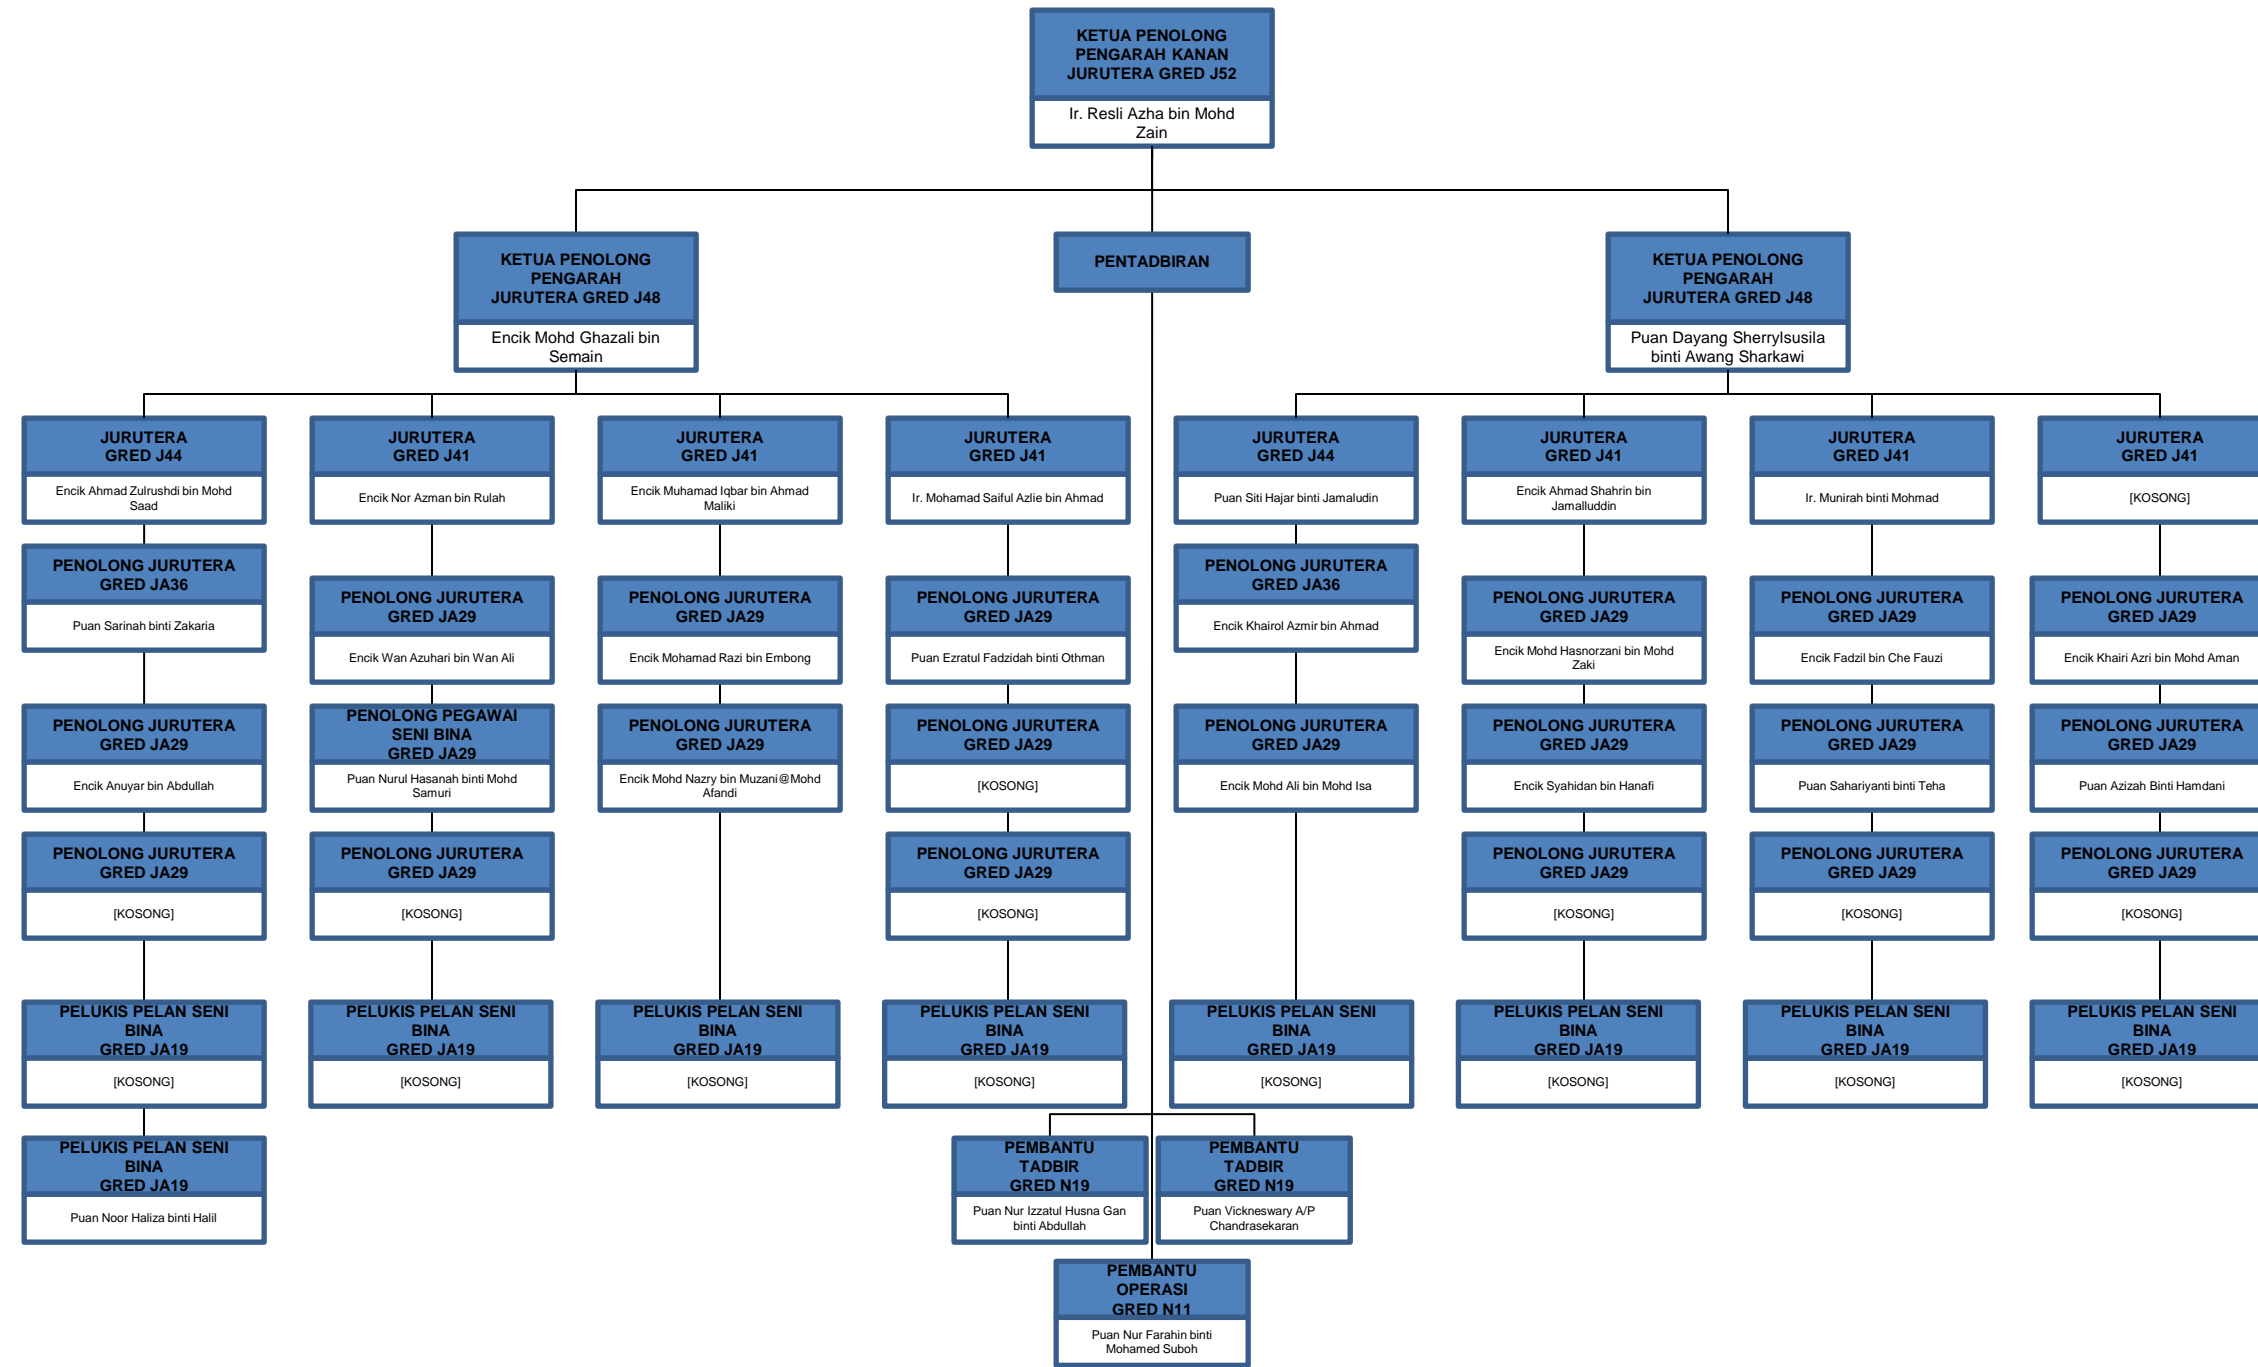 KETUA PENOLONG
PENGARAH KANAN
JURUTERA GRED J52
Ir. Resli Azha bin Mohd
Zain
KETUA PENOLONG
PENGARAH
JURUTERA GRED J48
Encik Mohd Ghazali bin
Semain
PENTADBIRAN
KETUA PENOLONG
PENGARAH
JURUTERA GRED J48
Puan Dayang Sherrylsusila
binti Awang Sharkawi
JURUTERA
GRED J44
Encik Ahmad Zulrushdi bin Mohd
Saad
JURUTERA
GRED J41
Encik Nor Azman bin Rulah
JURUTERA
GRED J41
Encik Muhamad Iqbar bin Ahmad
Maliki
JURUTERA
GRED J41
Ir. Mohamad Saiful Azlie bin Ahmad
JURUTERA
GRED J44
Puan Siti Hajar binti Jamaludin
JURUTERA
GRED J41
Encik Ahmad Shahrin bin
Jamalluddin
JURUTERA
GRED J41
Ir. Munirah binti Mohmad
JURUTERA
GRED J41
[KOSONG]
PENOLONG JURUTERA
GRED JA36
Puan Sarinah binti Zakaria
PENOLONG JURUTERA
GRED JA29
Encik Wan Azuhari bin Wan Ali
PENOLONG JURUTERA
GRED JA29
Encik Mohamad Razi bin Embong
PENOLONG JURUTERA
GRED JA29
Puan Ezratul Fadzidah binti Othman
PENOLONG JURUTERA
GRED JA36
Encik Khairol Azmir bin Ahmad
PENOLONG JURUTERA
GRED JA29
Encik Mohd Hasnorzani bin Mohd
Zaki
PENOLONG JURUTERA
GRED JA29
Encik Fadzil bin Che Fauzi
PENOLONG JURUTERA
GRED JA29
Encik Khairi Azri bin Mohd Aman
PENOLONG JURUTERA
GRED JA29
Encik Anuyar bin Abdullah
PENOLONG PEGAWAI
SENI BINA
GRED JA29
Puan Nurul Hasanah binti Mohd
Samuri
PENOLONG JURUTERA
GRED JA29
Encik Mohd Nazry bin Muzani@Mohd
Afandi
PENOLONG JURUTERA
GRED JA29
[KOSONG]
PENOLONG JURUTERA
GRED JA29
Encik Mohd Ali bin Mohd Isa
PENOLONG JURUTERA
GRED JA29
Encik Syahidan bin Hanafi
PENOLONG JURUTERA
GRED JA29
Puan Sahariyanti binti Teha
PENOLONG JURUTERA
GRED JA29
Puan Azizah Binti Hamdani
PENOLONG JURUTERA
GRED JA29
[KOSONG]
PENOLONG JURUTERA
GRED JA29
[KOSONG]
PENOLONG JURUTERA
GRED JA29
[KOSONG]
PENOLONG JURUTERA
GRED JA29
[KOSONG]
PENOLONG JURUTERA
GRED JA29
[KOSONG]
PENOLONG JURUTERA
GRED JA29
[KOSONG]
PELUKIS PELAN SENI
BINA
GRED JA19
[KOSONG]
PELUKIS PELAN SENI
BINA
GRED JA19
[KOSONG]
PELUKIS PELAN SENI
BINA
GRED JA19
[KOSONG]
PELUKIS PELAN SENI
BINA
GRED JA19
[KOSONG]
PELUKIS PELAN SENI
BINA
GRED JA19
[KOSONG]
PELUKIS PELAN SENI
BINA
GRED JA19
[KOSONG]
PELUKIS PELAN SENI
BINA
GRED JA19
[KOSONG]
PELUKIS PELAN SENI
BINA
GRED JA19
[KOSONG]
PELUKIS PELAN SENI
BINA
GRED JA19
Puan Noor Haliza binti Halil
PEMBANTU
TADBIR
GRED N19
Puan Nur Izzatul Husna Gan
binti Abdullah
PEMBANTU
TADBIR
GRED N19
Puan Vickneswary A/P
Chandrasekaran
PEMBANTU
OPERASI
GRED N11
Puan Nur Farahin binti
Mohamed Suboh